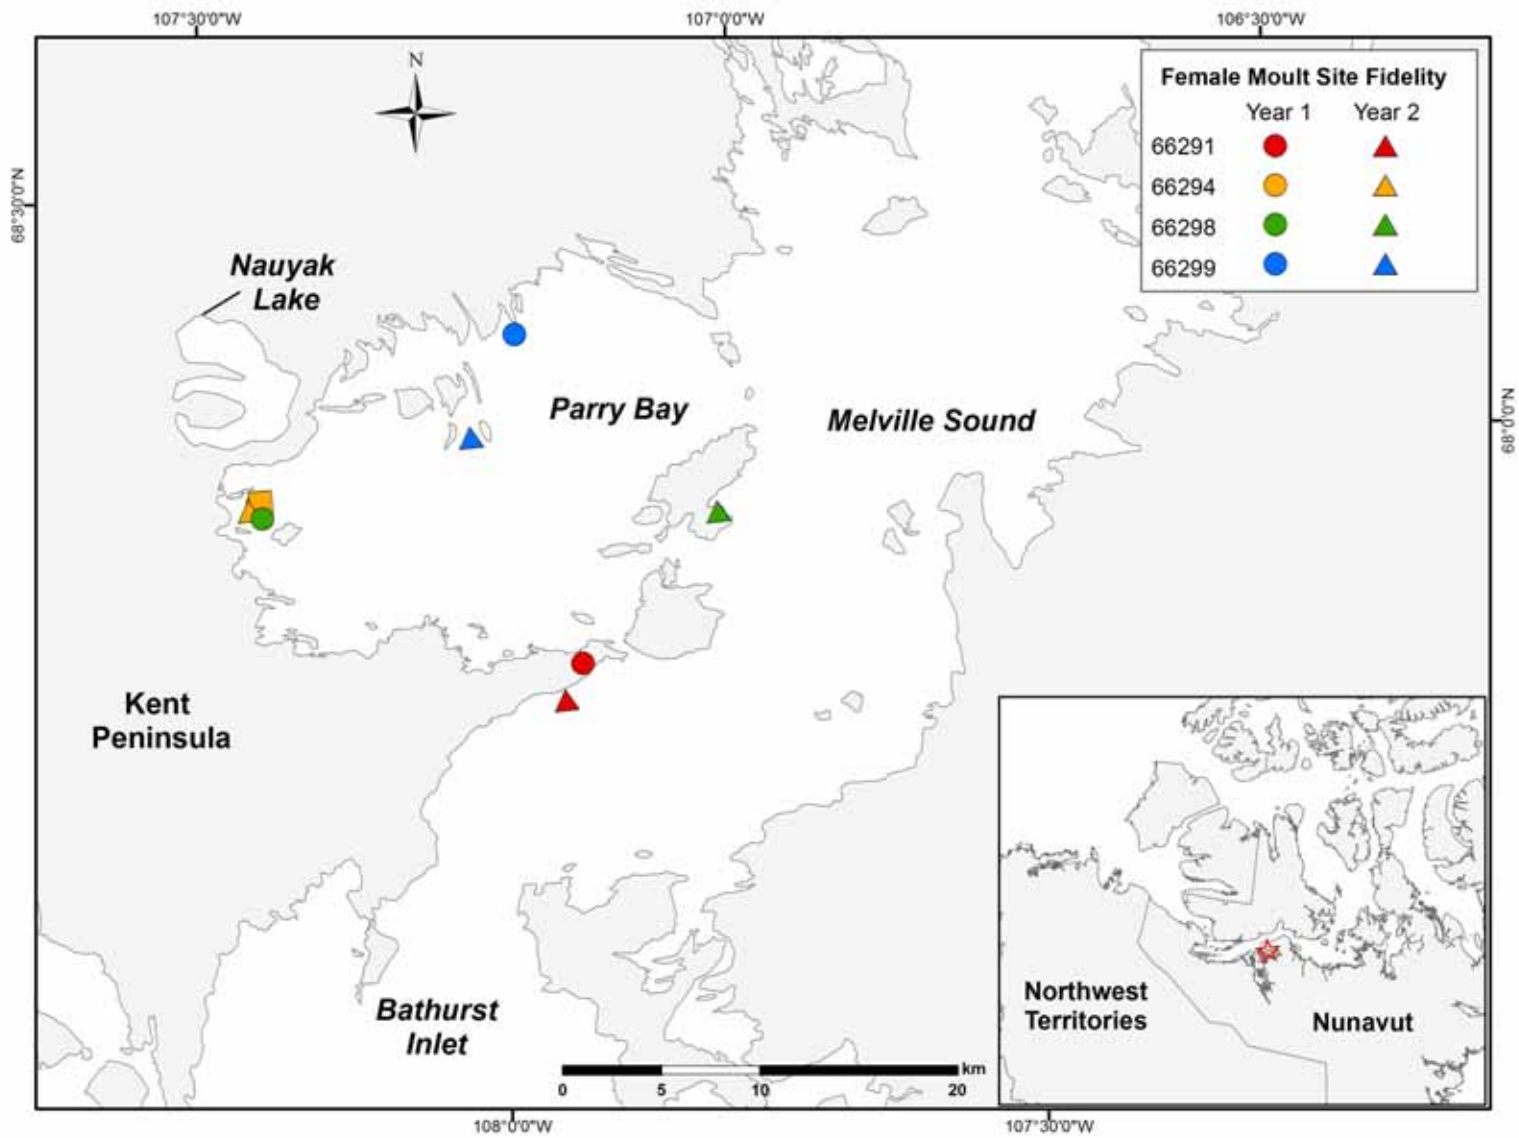 107°30'0"W 107°0'0"W 106°30'0"W
N
Female Moult Site Fidelity
Year 1 Year 2
66291
66294
66298
66299
68°30'0"N
Nauyak
Lake
Parry Bay
Melville Sound
68°0'0"N
Kent
Peninsula
Bathurst
Inlet
Northwest
Territories
Nunavut
km
0 5 10 20
108°0'0"W 107°30'0"W